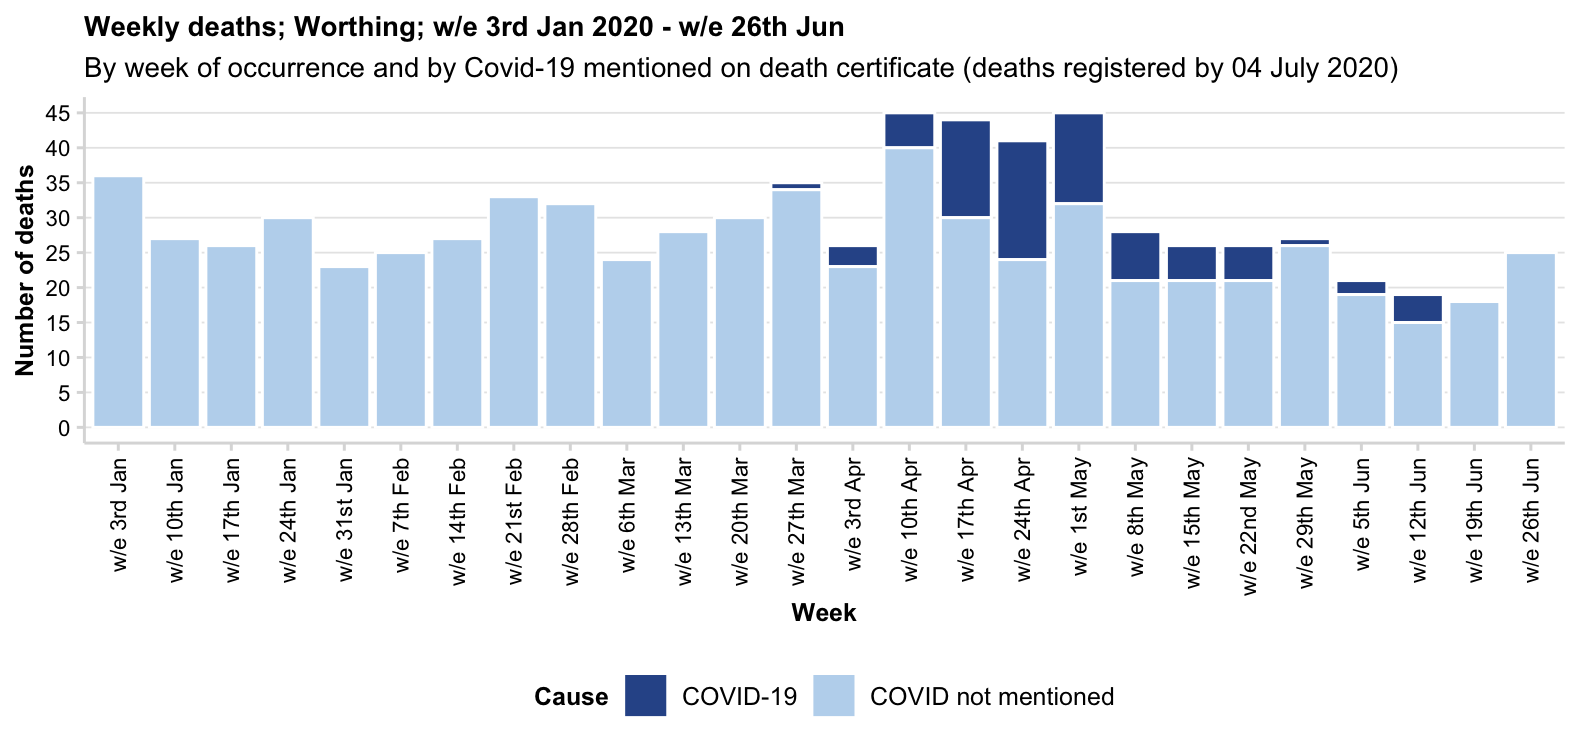 Weekly deaths; Worthing; w/e 3rd Jan 2020 - w/e 26th Jun
By week of occurrence and by Covid-19 mentioned on death certificate (deaths registered by 04 July 2020)
Number of deaths
45
40
35
30
25
20
15
10
5
0
w/e 3rd Jan
w/e 10th Jan
w/e 17th Jan
w/e 24th Jan
w/e 31st Jan
w/e 7th Feb
w/e 14th Feb
w/e 21st Feb
w/e 28th Feb
w/e 6th Mar
w/e 13th Mar
w/e 20th Mar
w/e 27th Mar
w/e 3rd Apr
w/e 10th Apr
w/e 17th Apr
w/e 24th Apr
w/e 1st May
w/e 8th May
w/e 15th May
w/e 22nd May
w/e 29th May
w/e 5th Jun
w/e 12th Jun
w/e 19th Jun
w/e 26th Jun
Week
Cause COVID-19 COVID not mentioned